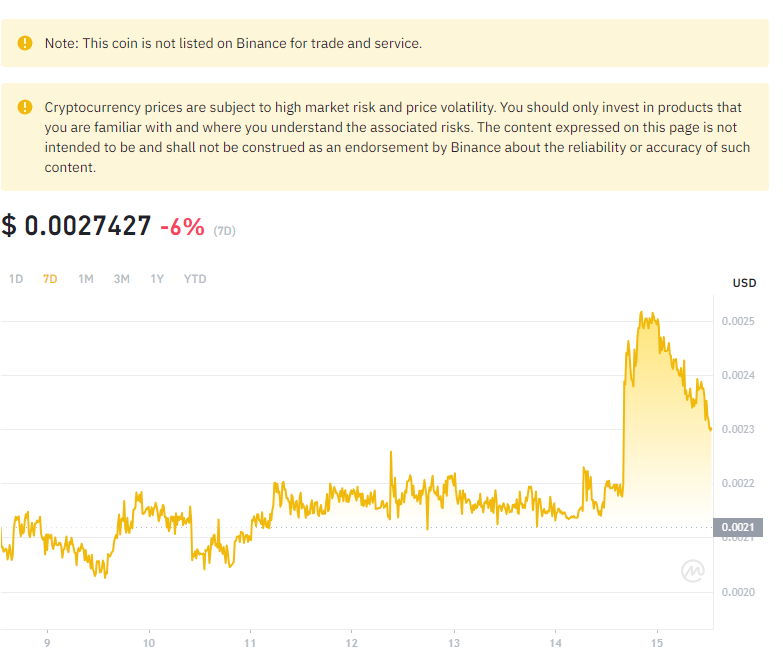 Note: This coin is not listed on Binance for trade and service.
Cryptocurrency prices are subject to high market risk and price volatility. You should only invest in products that
you are familiar with and where you understand the associated risks. The content expressed on this page is not
intended to be and shall not be construed as an endorsement by Binance about the reliability or accuracy of such
content.
$ 0.0027427 -6% (7D)
1D 7D 1M 3M 1Y YTD
USD
0.0025
0.0024
0.0023
0.0022
0.0021
0.0021
0.0020
9 10 11 12 13 14 15